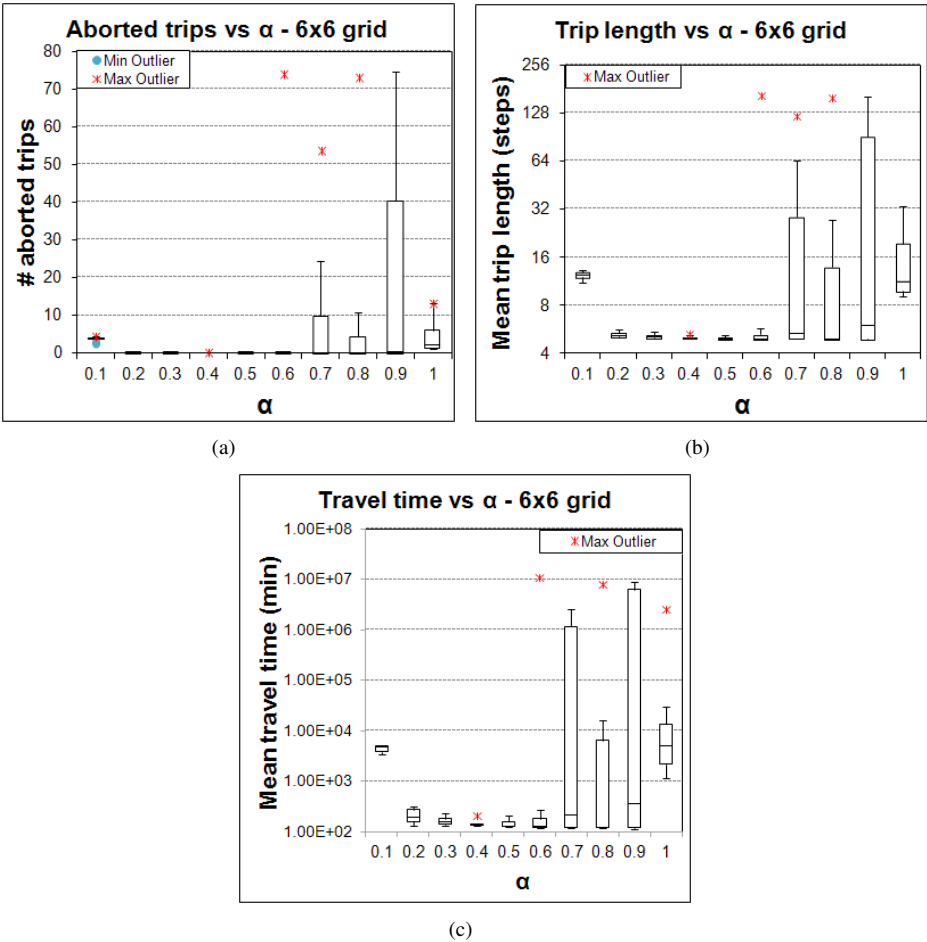 Aborted trips vs α - 6x6 grid
Min Outlier
Max Outlier
# aborted trips
80
70
60
50
40
30
20
10
0
0.1 0.2 0.3 0.4 0.5 0.6 0.7 0.8 0.9 1
α
(a)
Trip length vs α - 6x6 grid
Max Outlier
Mean trip length (steps)
256
128
64
32
16
8
4
0.1 0.2 0.3 0.4 0.5 0.6 0.7 0.8 0.9 1
α
(b)
Travel time vs α - 6x6 grid
Max Outlier
Mean travel time (min)
1.00E+08
1.00E+07
1.00E+06
1.00E+05
1.00E+04
1.00E+03
1.00E+02
0.1 0.2 0.3 0.4 0.5 0.6 0.7 0.8 0.9 1
α
(c)